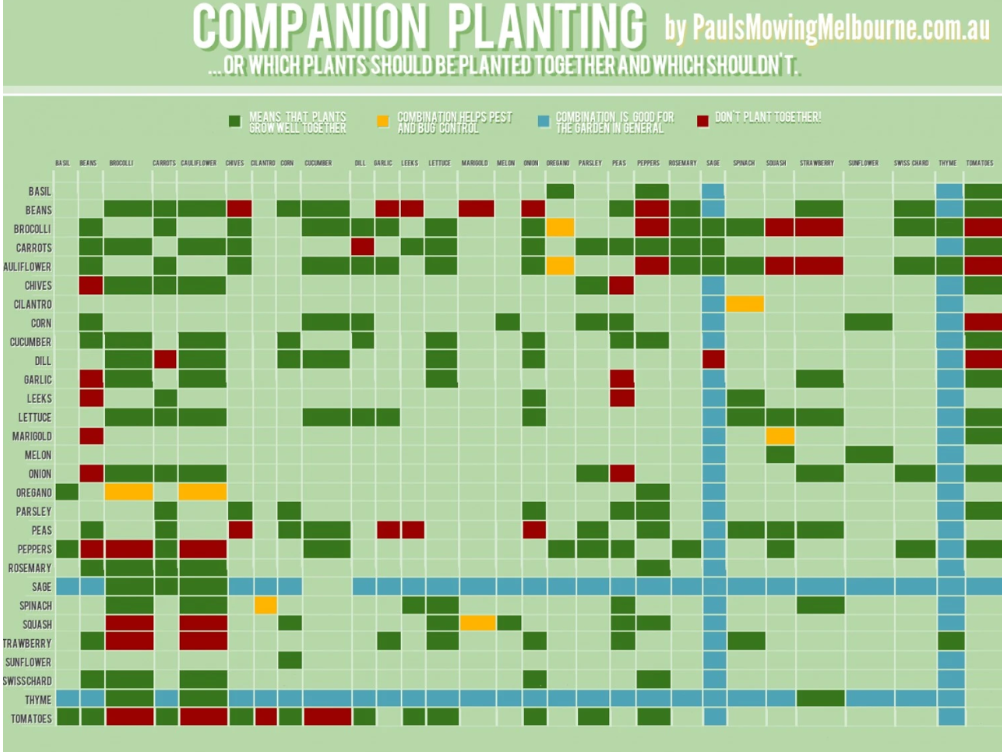 COMPANION PLANTING by PaulsMowingMelbourne.com.au
...OR WHICH PLANTS SHOULD BE PLANTED TOGETHER AND WHICH SHOULDN'T.
MEANS THAT PLANTS GROW WELL TOGETHER
COMBINATION HELPS PEST AND BUG CONTROL
COMBINATION IS GOOD FOR THE GARDEN IN GENERAL
DON'T PLANT TOGETHER!
BASIL BEANS BROCOLLI CARROTS CAULIFLOWER CHIVES CILANTRO CORN CUCUMBER DILL GARLIC LEEKS LETTUCE MARIGOLD MELON ONION OREGANO PARSLEY PEAS PEPPERS ROSEMARY SAGE SPINACH SQUASH STRAWBERRY SUNFLOWER SWISS CHARD THYME TOMATOES
BASIL
BEANS
BROCOLLI
CARROTS
AULIFLOWER
CHIVES
CILANTRO
CORN
CUCUMBER
DILL
GARLIC
LEEKS
LETTUCE
MARIGOLD
MELON
ONION
OREGANO
PARSLEY
PEAS
PEPPERS
ROSEMARY
SAGE
SPINACH
SQUASH
TRAWBERRY
SUNFLOWER
SWISSCHARD
THYME
TOMATOES